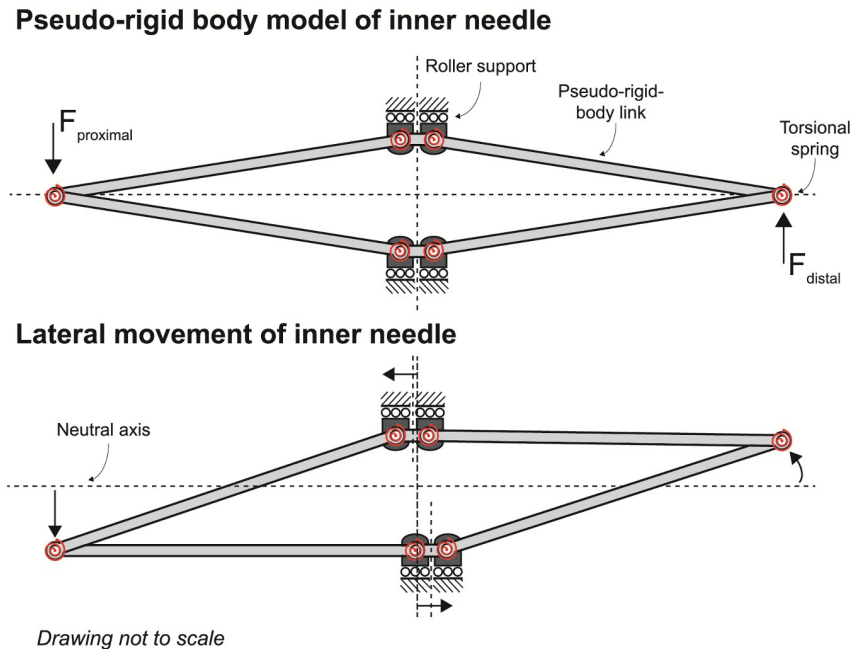 Pseudo-rigid body model of inner needle
Roller support
Pseudo-rigid-
body link
Torsional
spring
F proximal
F distal
Lateral movement of inner needle
Neutral axis
Drawing not to scale